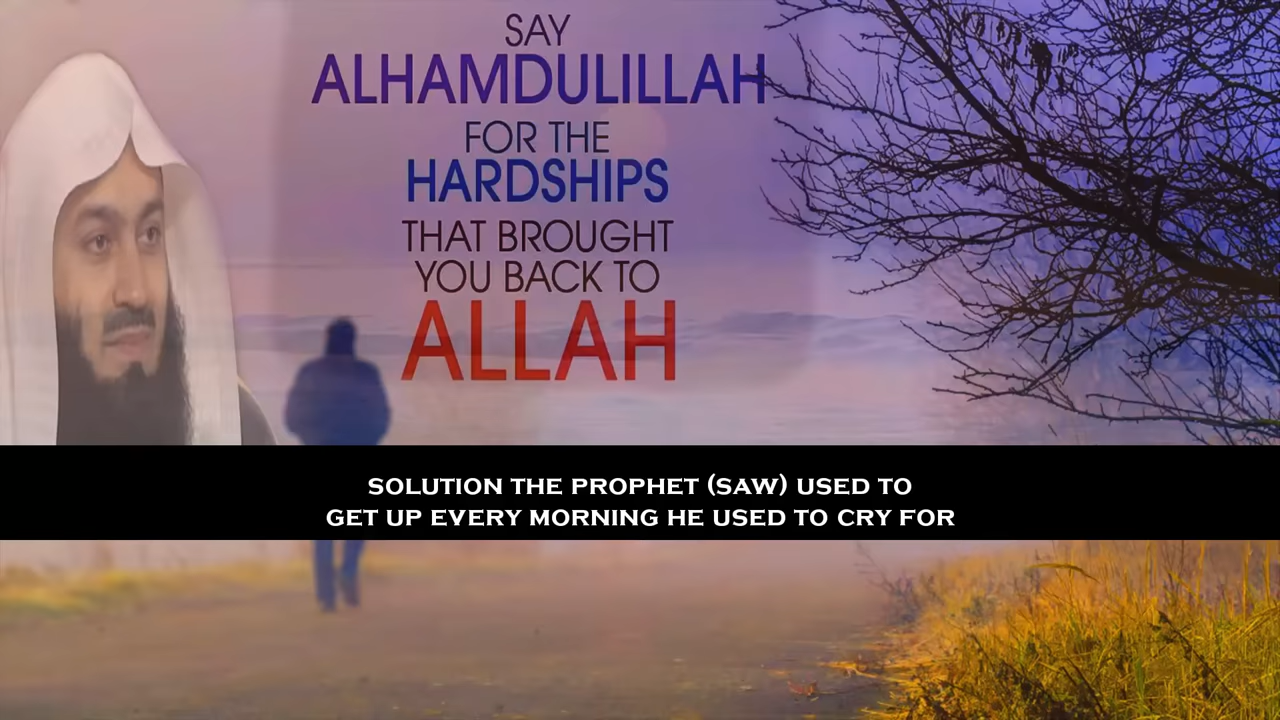 SAY
ALHAMDULILLAH
FOR THE
HARDSHIPS
THAT BROUGHT
YOU BACK TO
ALLAH
SOLUTION THE PROPHET (SAW) USED TO
GET UP EVERY MORNING HE USED TO CRY FOR